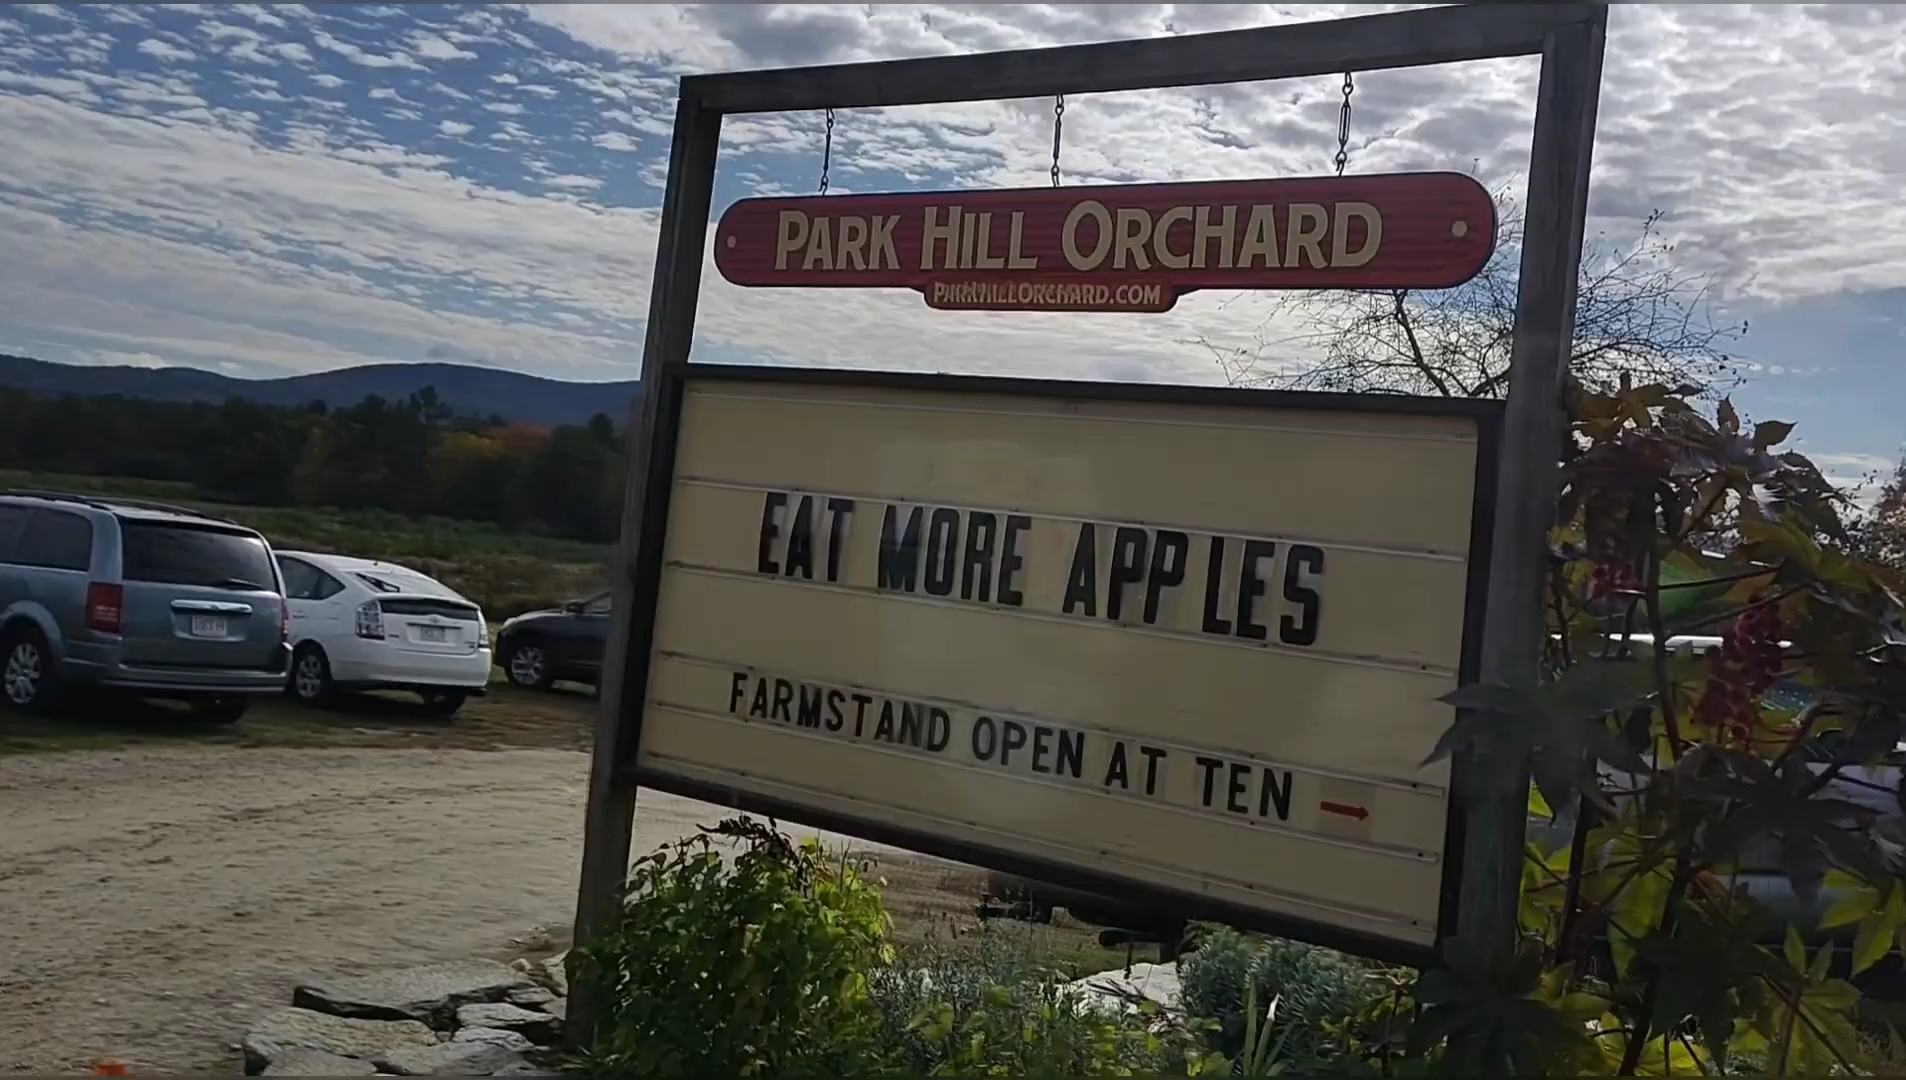 PARK HILL ORCHARD
PARKHILLORCHARD.COM
EAT MORE APPLES
FARMSTAND OPEN AT TEN →